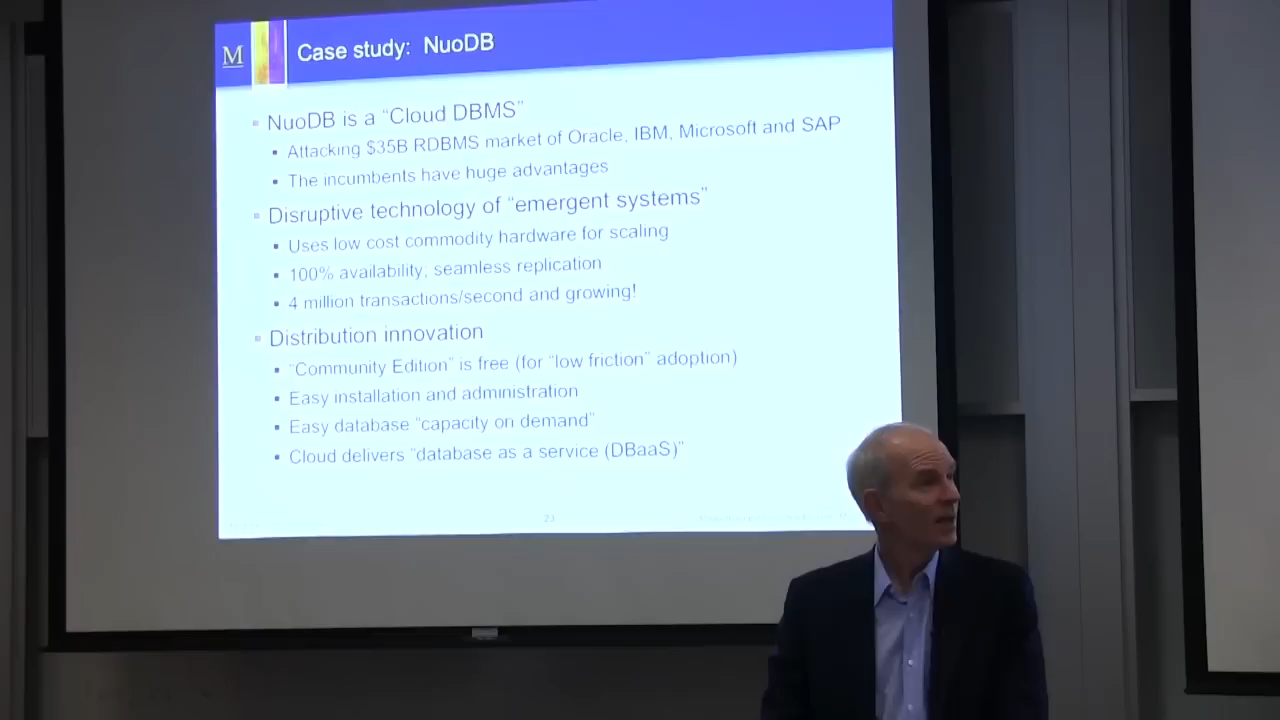 M
Case study: NuoDB
NuoDB is a “Cloud DBMS”
Attacking $35B RDBMS market of Oracle, IBM, Microsoft and SAP
The incumbents have huge advantages
Disruptive technology of “emergent systems”
Uses low cost commodity hardware for scaling
100% availability; seamless replication
4 million transactions/second and growing!
Distribution innovation
“Community Edition” is free (for “low friction” adoption)
Easy installation and administration
Easy database “capacity on demand”
Cloud delivers “database as a service (DBaaS)”
23